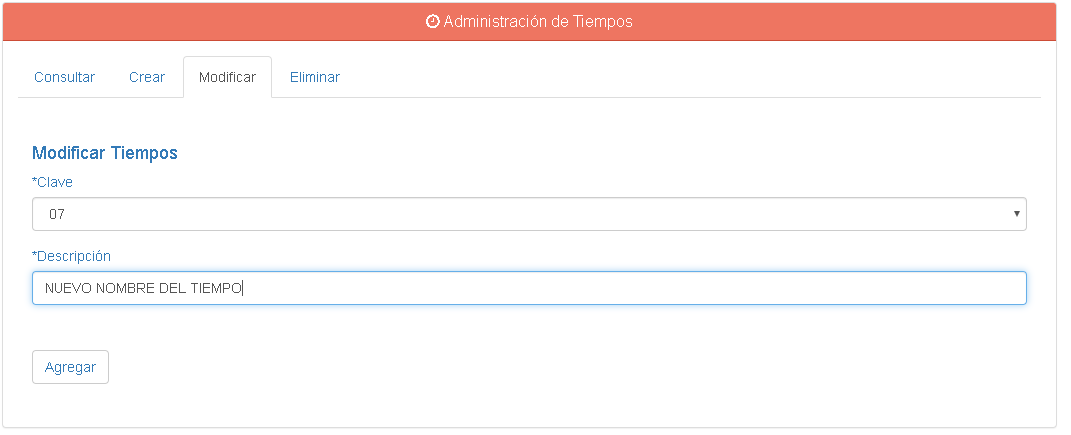 Administración de Tiempos
Consultar Crear Modificar Eliminar
Modificar Tiempos
*Clave
07
*Descripción
NUEVO NOMBRE DEL TIEMPO
Agregar